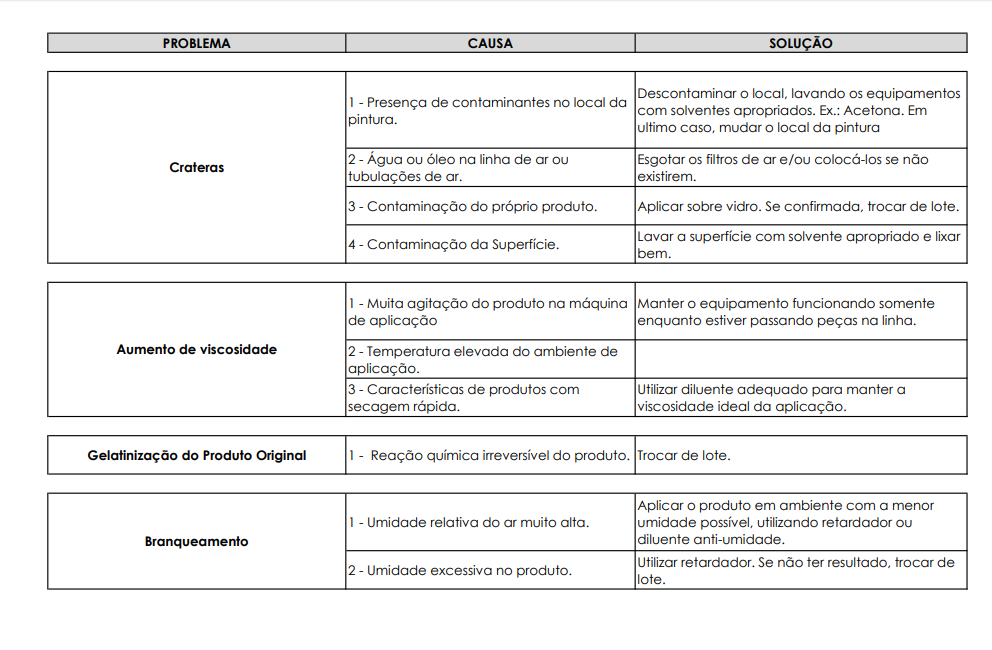 PROBLEMA CAUSA SOLUÇÃO
Crateras
1 - Presença de contaminantes no local da
pintura.
Descontaminar o local, lavando os equipamentos
com solventes apropriados. Ex.: Acetona. Em
ultimo caso, mudar o local da pintura
2 - Água ou óleo na linha de ar ou
tubulações de ar.
Esgotar os filtros de ar e/ou colocá-los se não
existirem.
3 - Contaminação do próprio produto.
Aplicar sobre vidro. Se confirmada, trocar de lote.
4 - Contaminação da Superfície.
Lavar a superfície com solvente apropriado e lixar
bem.
Aumento de viscosidade
1 - Muita agitação do produto na máquina
de aplicação
Manter o equipamento funcionando somente
enquanto estiver passando peças na linha.
2 - Temperatura elevada do ambiente de
aplicação.
3 - Características de produtos com
secagem rápida.
Utilizar diluente adequado para manter a
viscosidade ideal da aplicação.
Gelatinização do Produto Original
1 -  Reação química irreversível do produto.
Trocar de lote.
Branqueamento
1 - Umidade relativa do ar muito alta.
Aplicar o produto em ambiente com a menor
umidade possível, utilizando retardador ou
diluente anti-umidade.
2 - Umidade excessiva no produto.
Utilizar retardador. Se não ter resultado, trocar de
lote.